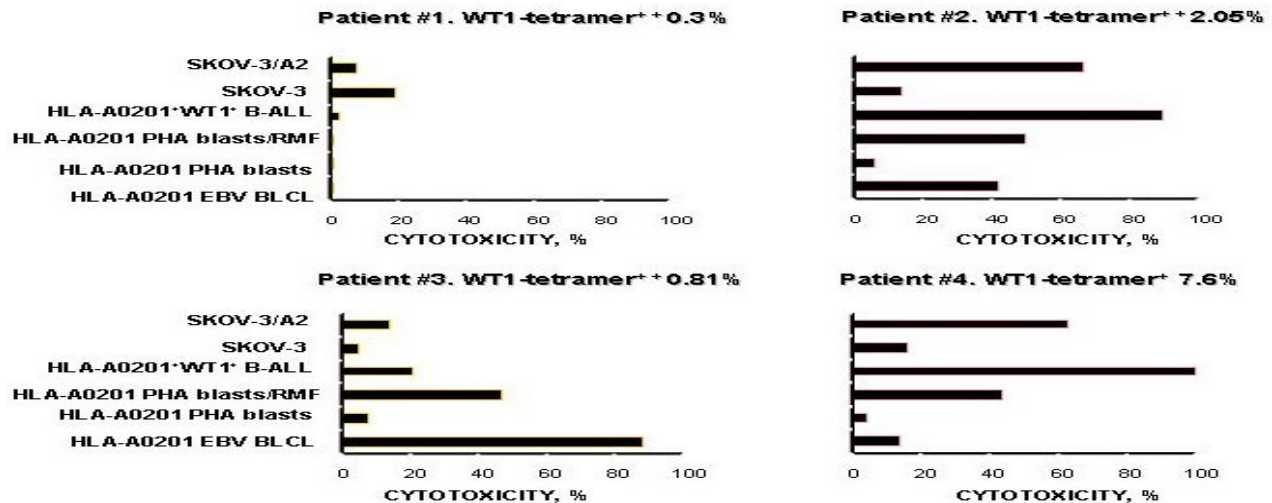 Patient #1. WT1-tetramer⁺⁺0.3%
Patient #2. WT1-tetramer⁺⁺2.05%
SKOV-3/A2
SKOV-3
HLA-A0201⁺WT1⁺ B-ALL
HLA-A0201 PHA blasts/RMF
HLA-A0201 PHA blasts
HLA-A0201 EBV BLCL
0 20 40 60 80 100
CYTOTOXICITY, %
0 20 40 60 80 100
CYTOTOXICITY, %
Patient #3. WT1-tetramer⁺⁺0.81%
Patient #4. WT1-tetramer⁺ 7.6%
SKOV-3/A2
SKOV-3
HLA-A0201⁺WT1⁺ B-ALL
HLA-A0201 PHA blasts/RMF
HLA-A0201 PHA blasts
HLA-A0201 EBV BLCL
0 20 40 60 80 100
CYTOTOXICITY, %
0 20 40 60 80 100
CYTOTOXICITY, %